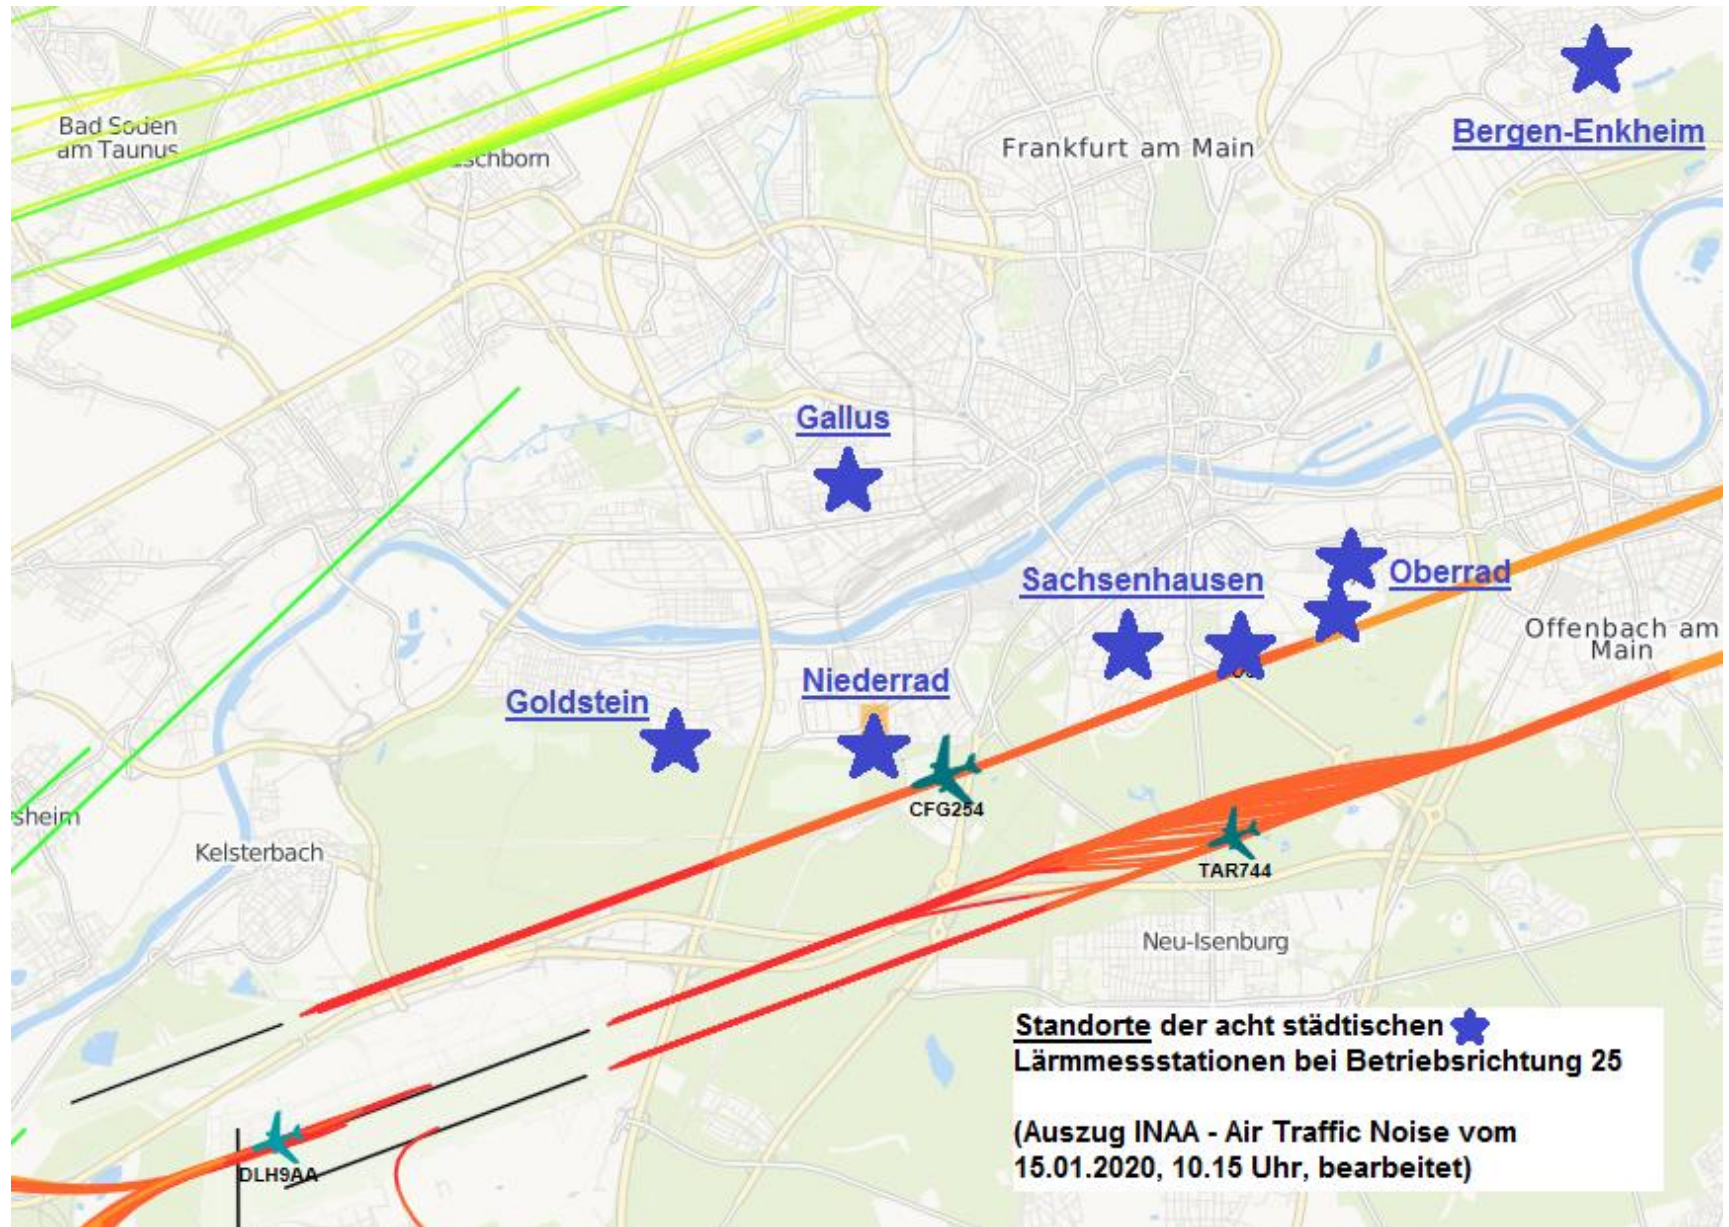 Bad Soden
am Taunus
Eschborn
Frankfurt am Main
Bergen-Enkheim
Gallus
Sachsenhausen
Oberrad
Offenbach am
Main
Niederrad
Goldstein
CFG254
sheim
Kelsterbach
TAR744
Neu-Isenburg
DLH9AA
Standorte der acht städtischen
Lärmmessstationen bei Betriebsrichtung 25
(Auszug INAA - Air Traffic Noise vom
15.01.2020, 10.15 Uhr, bearbeitet)